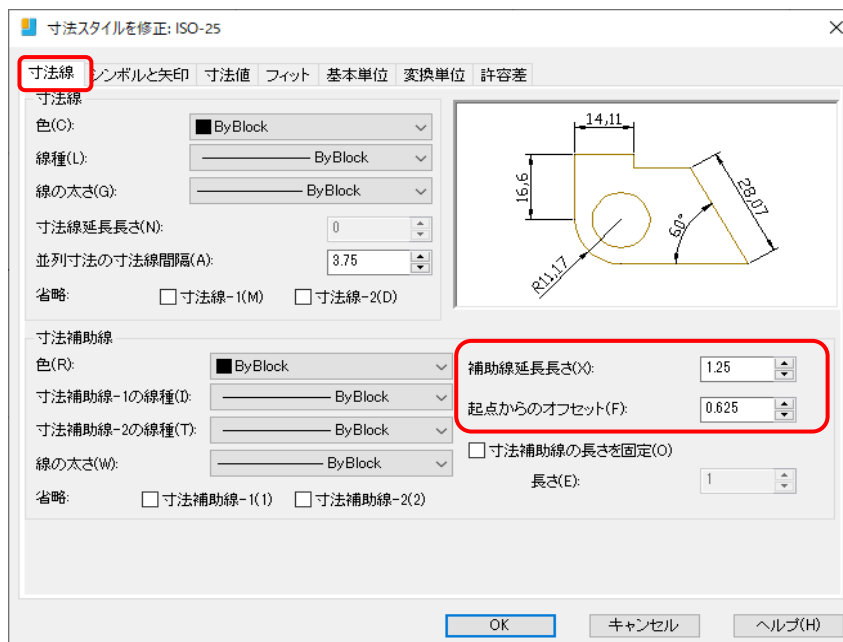 寸法スタイルを修正: ISO-25
寸法線 シンボルと矢印 寸法値 フィット 基本単位 変換単位 許容差
寸法線
色(C): ByBlock
線種(L): ByBlock
線の太さ(G): ByBlock
寸法線延長長さ(N): 0
並列寸法の寸法線間隔(A): 3.75
省略: 寸法線-1(M) 寸法線-2(D)
14,11
16,6
28,07
60°
R11,17
寸法補助線
色(R): ByBlock
寸法補助線-1の線種(I): ByBlock
寸法補助線-2の線種(T): ByBlock
線の太さ(W): ByBlock
省略: 寸法補助線-1(1) 寸法補助線-2(2)
補助線延長長さ(X): 1.25
起点からのオフセット(F): 0.625
寸法補助線の長さを固定(O)
長さ(E): 1
OK キャンセル ヘルプ(H)